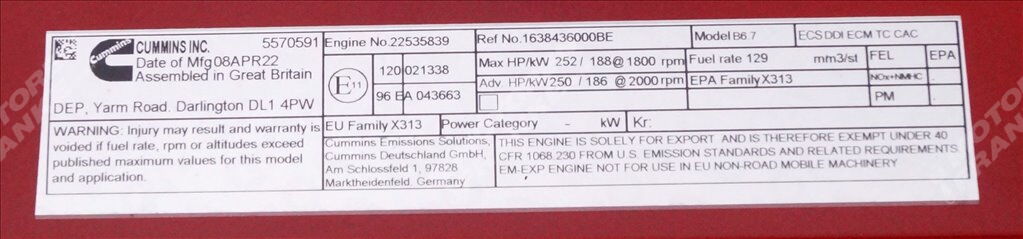 Cummins
CUMMINS INC. 5570591
Date of Mfg 08APR22
Assembled in Great Britain
DEP, Yarm Road. Darlington DL1 4PW
WARNING: Injury may result and warranty is
voided if fuel rate, rpm or altitudes exceed
published maximum values for this model
and application.
Engine No.22535839
E11
120 021338
96 EA 043663
EU Family X313
Power Category - kW Kr:
Cummins Emissions Solutions,
Cummins Deutschland GmbH,
Am Schlossfeld 1, 97828
Marktheidenfeld, Germany
Ref No.1638436000BE
Model B6 7
ECS DDI ECM TC CAC
Max HP/kW 252 / 188 @ 1800 rpm
Fuel rate 129 mm3/st
FEL EPA
Adv HP/kW 250 / 186 @ 2000 rpm
EPA Family X313
NOx+NMHC
PM
THIS ENGINE IS SOLELY FOR EXPORT AND IS THEREFORE EXEMPT UNDER 40
CFR 1068.230 FROM U.S. EMISSION STANDARDS AND RELATED REQUIREMENTS
EM-EXP ENGINE NOT FOR USE IN EU NON-ROAD MOBILE MACHINERY